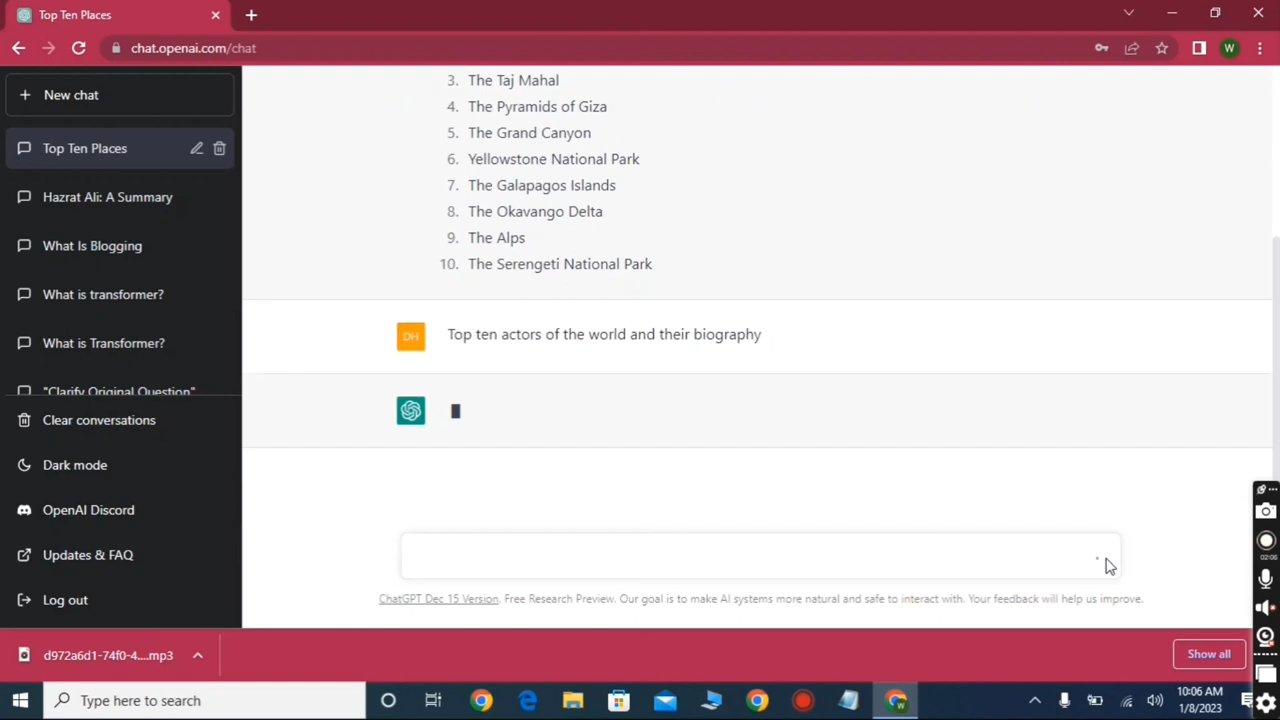 Top Ten Places
chat.openai.com/chat
W
New chat
Top Ten Places
Hazrat Ali: A Summary
What Is Blogging
What is transformer?
What is Transformer?
"Clarify Original Question"
Clear conversations
Dark mode
OpenAI Discord
Updates & FAQ
Log out
3. The Taj Mahal
4. The Pyramids of Giza
5. The Grand Canyon
6. Yellowstone National Park
7. The Galapagos Islands
8. The Okavango Delta
9. The Alps
10. The Serengeti National Park
DH
Top ten actors of the world and their biography
ChatGPT Dec 15 Version. Free Research Preview. Our goal is to make AI systems more natural and safe to interact with. Your feedback will help us improve.
d972a6d1-74f0-4....mp3
Show all
Type here to search
10:06 AM
1/8/2023